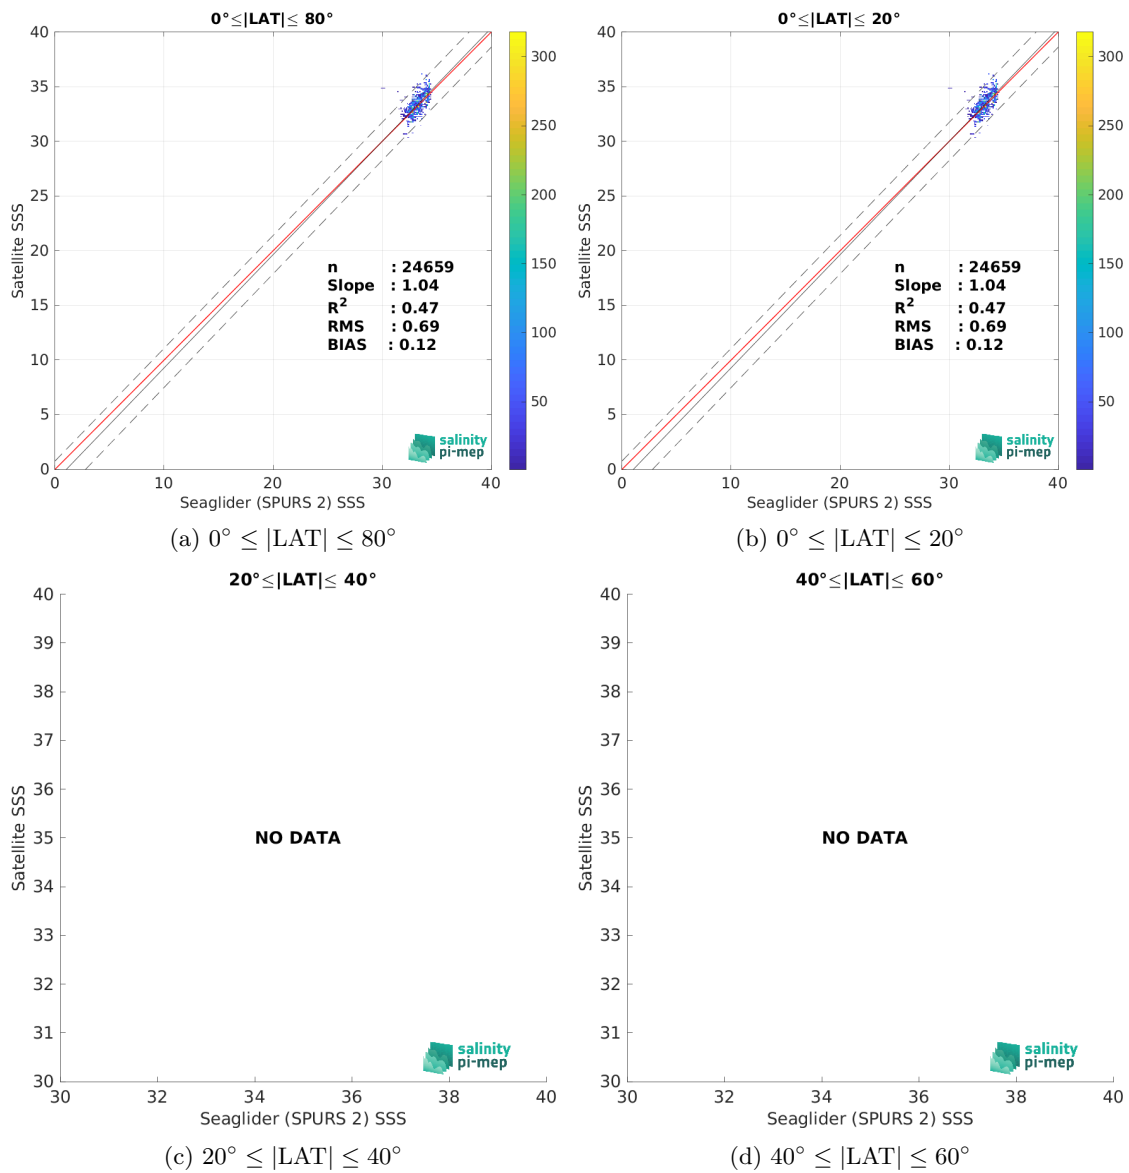 0°≤|LAT|≤ 80°
40
35
30
25
20
15
10
5
0
Satellite SSS
n : 24659
Slope : 1.04
R² : 0.47
RMS : 0.69
BIAS : 0.12
salinity
pi-mep
0 10 20 30 40
Seaglider (SPURS 2) SSS
300
250
200
150
100
50
(a) 0° ≤ |LAT| ≤ 80°
0°≤|LAT|≤ 20°
40
35
30
25
20
15
10
5
0
Satellite SSS
n : 24659
Slope : 1.04
R² : 0.47
RMS : 0.69
BIAS : 0.12
salinity
pi-mep
0 10 20 30 40
Seaglider (SPURS 2) SSS
300
250
200
150
100
50
(b) 0° ≤ |LAT| ≤ 20°
20°≤|LAT|≤ 40°
40
39
38
37
36
35
34
33
32
31
30
Satellite SSS
NO DATA
salinity
pi-mep
30 32 34 36 38 40
Seaglider (SPURS 2) SSS
(c) 20° ≤ |LAT| ≤ 40°
40°≤|LAT|≤ 60°
40
39
38
37
36
35
34
33
32
31
30
Satellite SSS
NO DATA
salinity
pi-mep
30 32 34 36 38 40
Seaglider (SPURS 2) SSS
(d) 40° ≤ |LAT| ≤ 60°